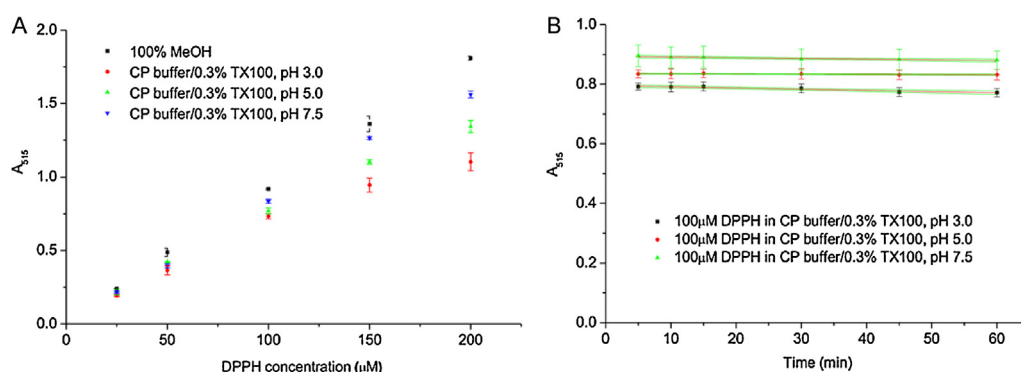 A
2.0
1.5
1.0
0.5
0.0
A515
0
50
100
150
200
DPPH concentration (μM)
100% MeOH
CP buffer/0.3% TX100, pH 3.0
CP buffer/0.3% TX100, pH 5.0
CP buffer/0.3% TX100, pH 7.5
B
1.0
0.8
0.6
0.4
0.2
0.0
A515
0
10
20
30
40
50
60
Time (min)
100μM DPPH in CP buffer/0.3% TX100, pH 3.0
100μM DPPH in CP buffer/0.3% TX100, pH 5.0
100μM DPPH in CP buffer/0.3% TX100, pH 7.5